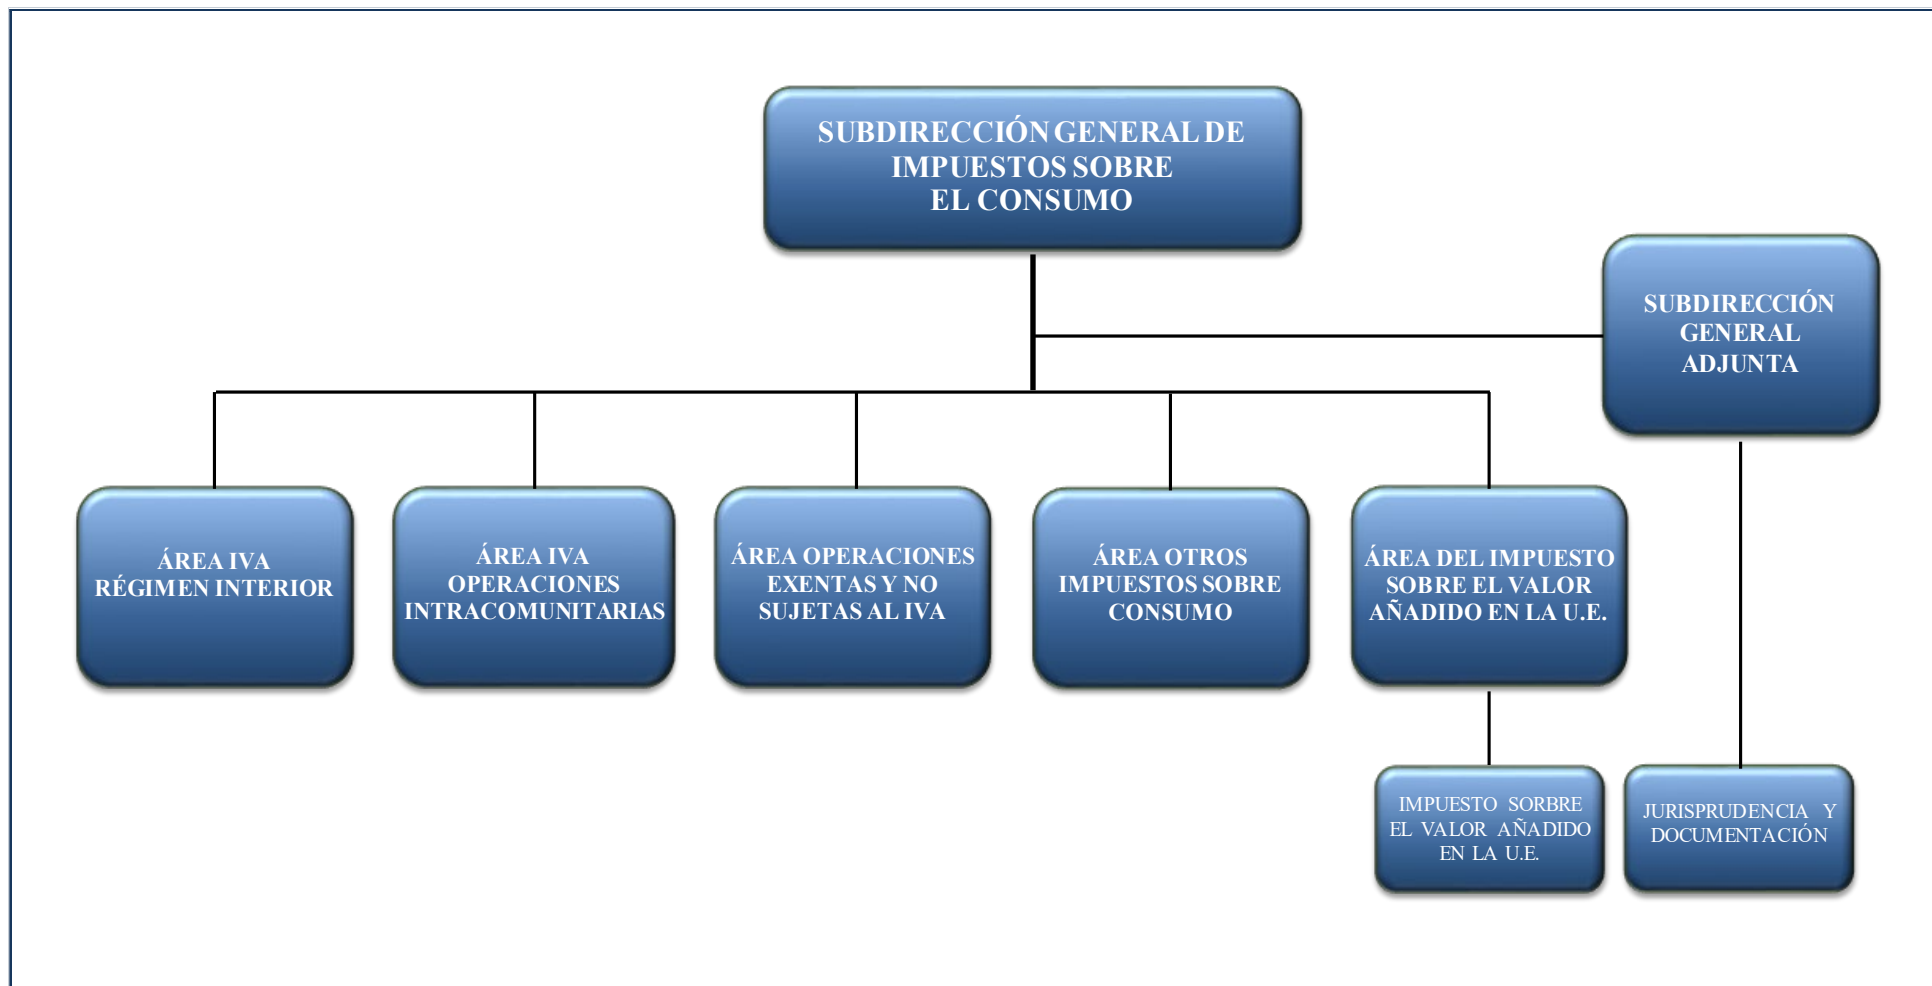 SUBDIRECCIÓN GENERAL DE
IMPUESTOS SOBRE
EL CONSUMO
SUBDIRECCIÓN
GENERAL
ADJUNTA
ÁREA IVA
RÉGIMEN INTERIOR
ÁREA IVA
OPERACIONES
INTRACOMUNITARIAS
ÁREA OPERACIONES
EXENTAS Y NO
SUJETAS AL IVA
ÁREA OTROS
IMPUESTOS SOBRE
CONSUMO
ÁREA DEL IMPUESTO
SOBRE EL VALOR
AÑADIDO EN LA U.E.
IMPUESTO SORBRE
EL VALOR AÑADIDO
EN LA U.E.
JURISPRUDENCIA Y
DOCUMENTACIÓN